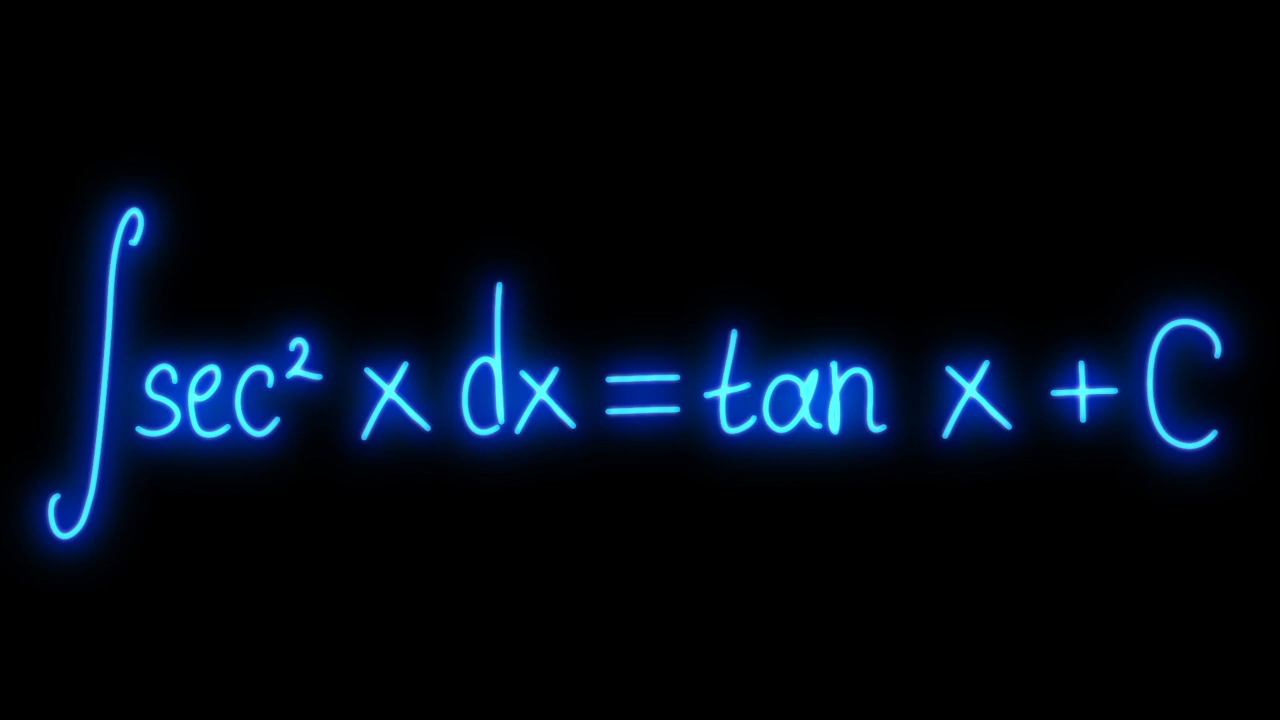 ∫sec² x dx = tan x + C